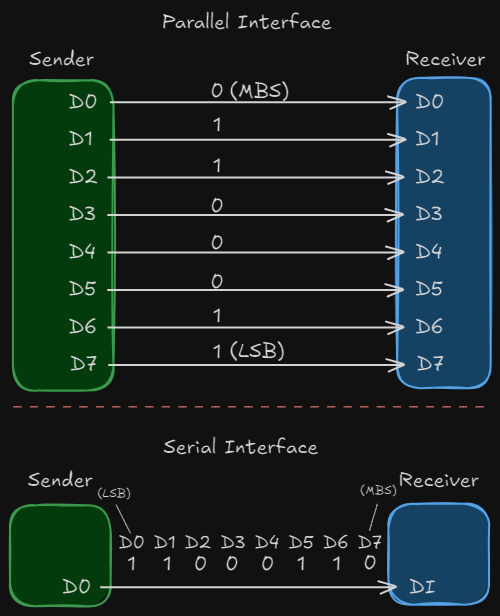 Parallel Interface
Sender Receiver
D0 0 (MBS) D0
D1 1 D1
D2 1 D2
D3 0 D3
D4 0 D4
D5 0 D5
D6 1 D6
D7 1 (LSB) D7
Serial Interface
Sender (LSB) (MBS) Receiver
D0 D1 D2 D3 D4 D5 D6 D7
1 1 0 0 0 1 1 0
D0 DI